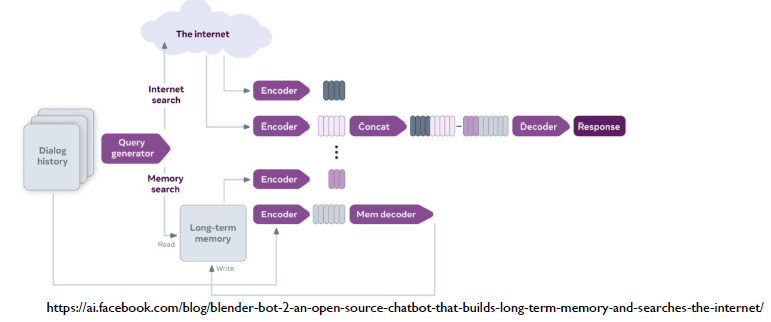 The internet
Internet
search
Encoder
Encoder
Concat
Decoder
Response
Dialog
history
Query
generator
Memory
search
Encoder
Long-term
memory
Encoder
Mem decoder
Read
Write
https://ai.facebook.com/blog/blender-bot-2-an-open-source-chatbot-that-builds-long-term-memory-and-searches-the-internet/